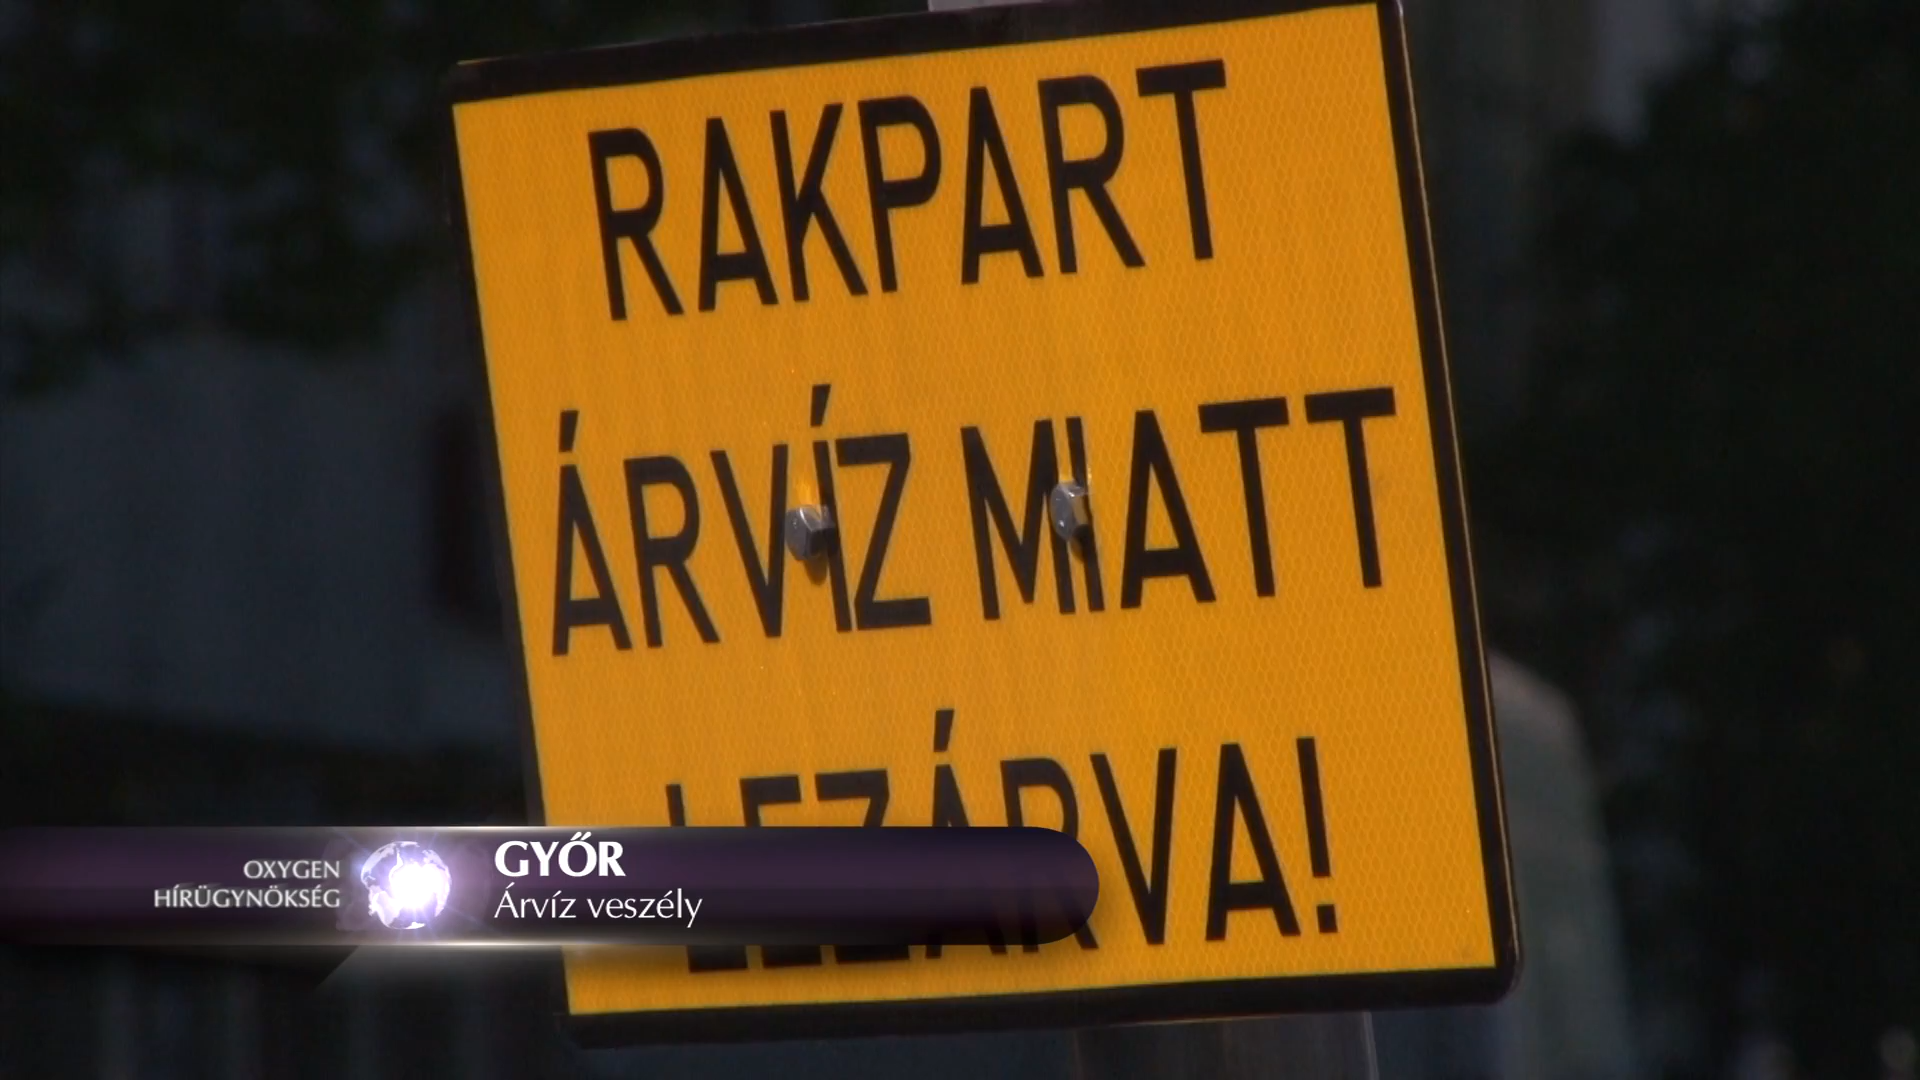 RAKPART
ÁRVÍZ MIATT
LEZÁRVA!
OXYGEN
HÍRÜGYNÖKSÉG
GYŐR
Árvíz veszély